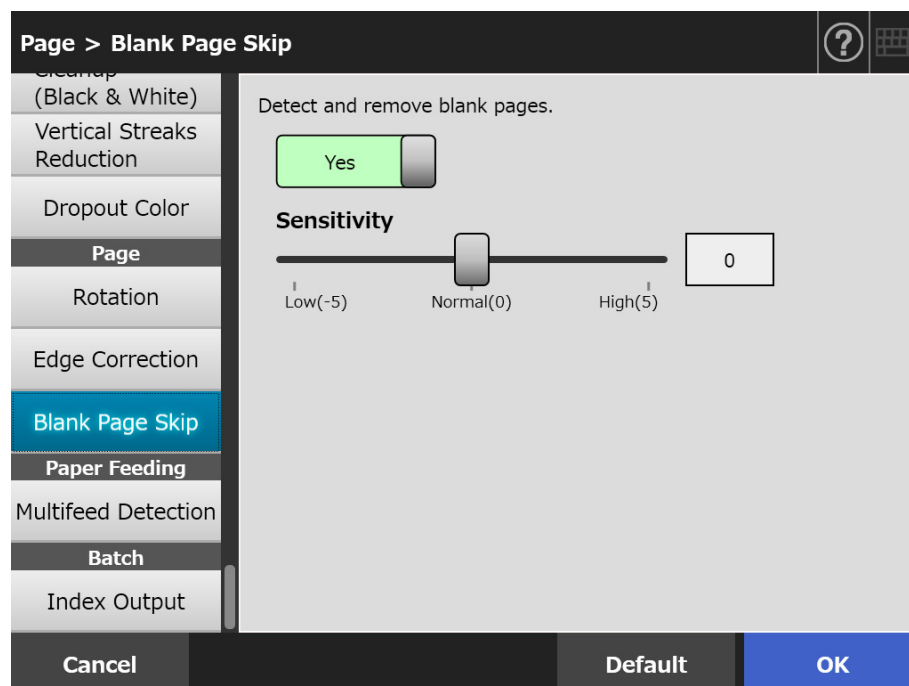 Page > Blank Page Skip
?
Cleanup
(Black & White)
Vertical Streaks
Reduction
Dropout Color
Page
Rotation
Edge Correction
Blank Page Skip
Paper Feeding
Multifeed Detection
Batch
Index Output
Detect and remove blank pages.
Yes
Sensitivity
0
Low(-5) Normal(0) High(5)
Cancel Default OK